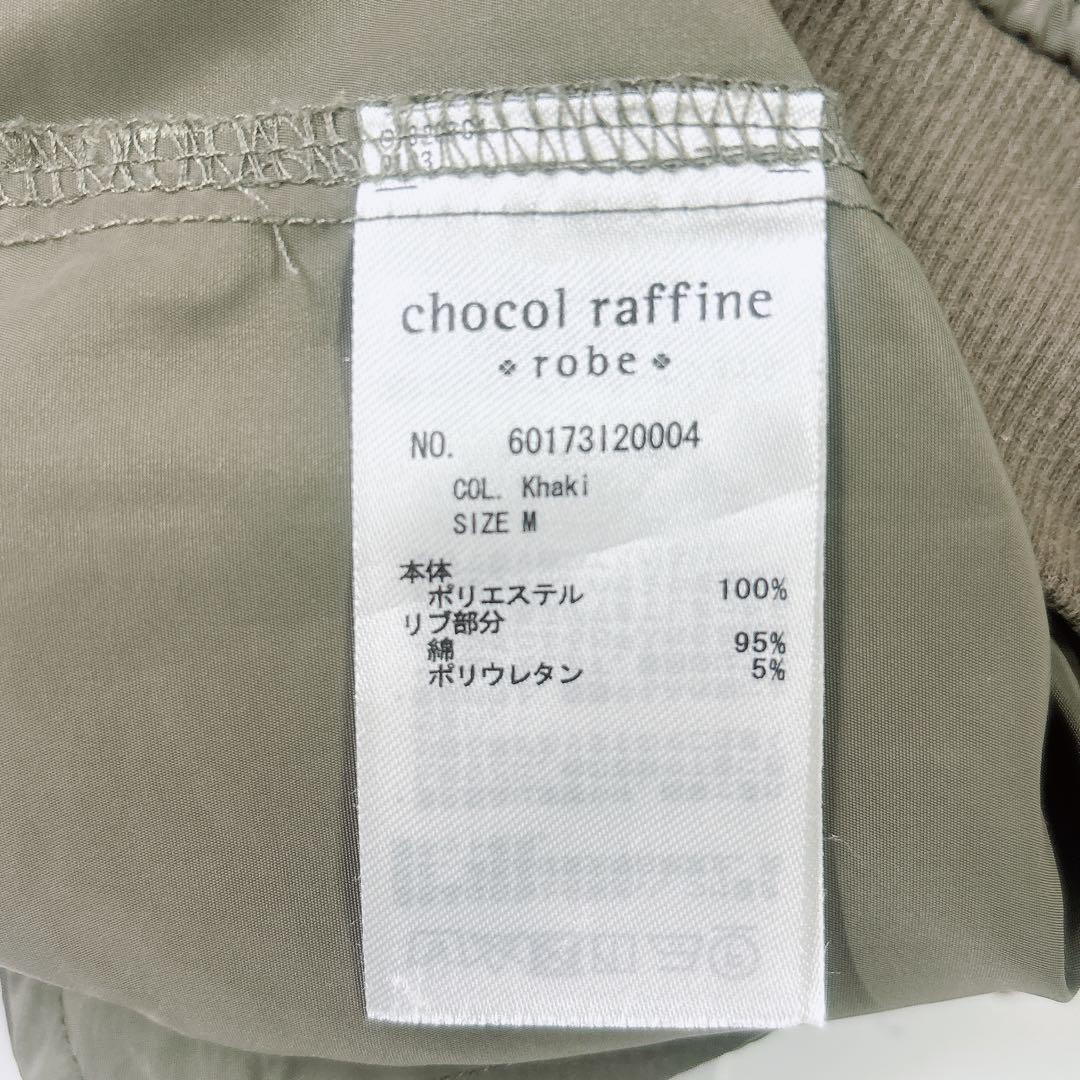 chocol raffine
robe
NO. 60173I20004
COL. Khaki
SIZE M
本体
ポリエステル 100%
リブ部分
綿 95%
ポリウレタン 5%